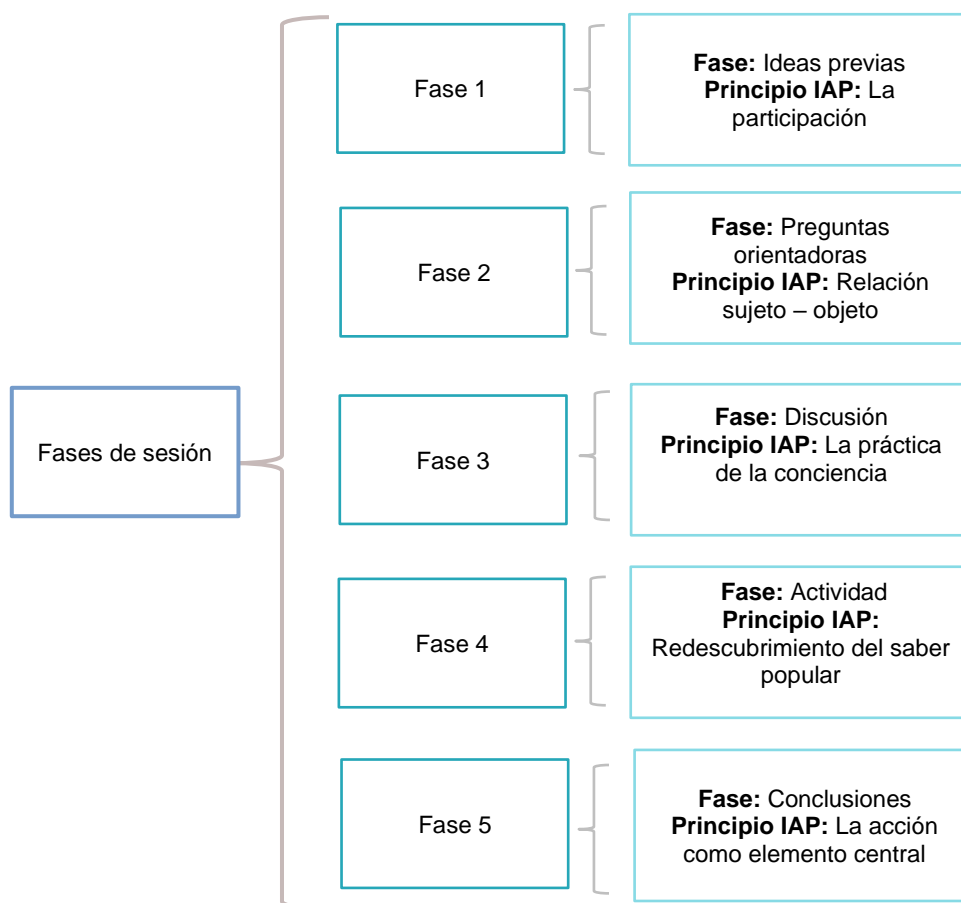 Fases de sesión
Fase 1
Fase: Ideas previas
Principio IAP: La
participación
Fase 2
Fase: Preguntas
orientadoras
Principio IAP: Relación
sujeto – objeto
Fase 3
Fase: Discusión
Principio IAP: La práctica
de la conciencia
Fase 4
Fase: Actividad
Principio IAP:
Redescubrimiento del saber
popular
Fase 5
Fase: Conclusiones
Principio IAP: La acción
como elemento central